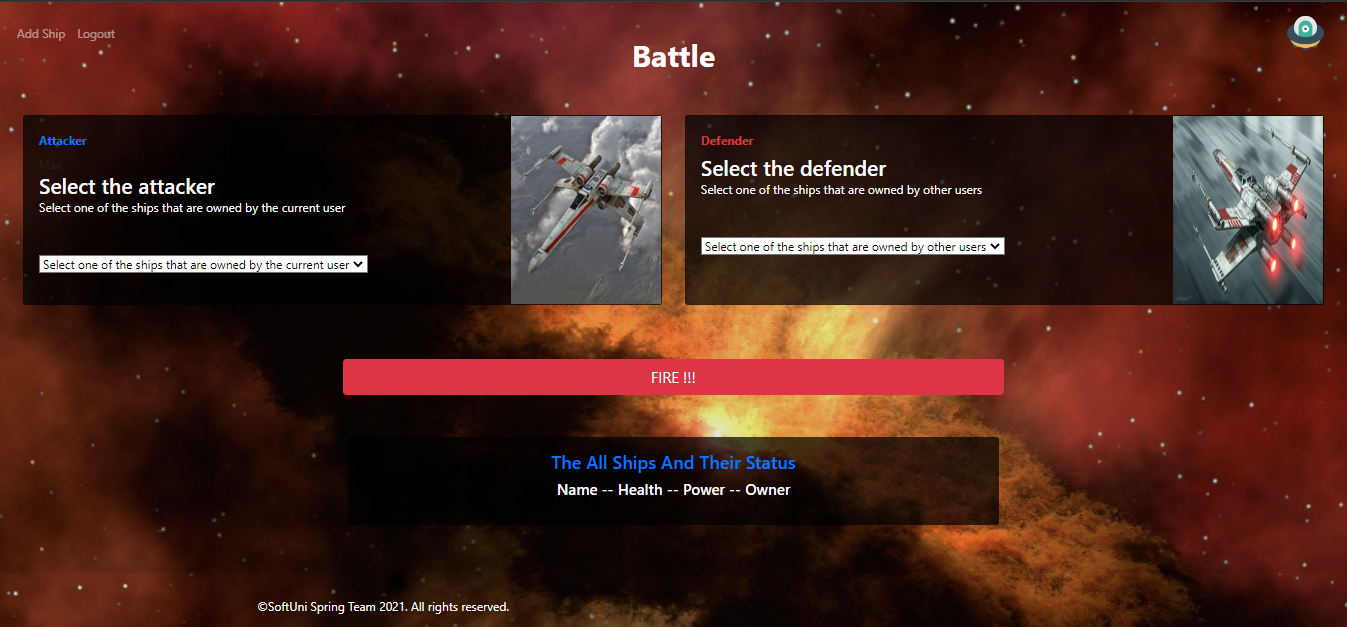 Add Ship Logout
Battle
Attacker
Max
Select the attacker
Select one of the ships that are owned by the current user
Select one of the ships that are owned by the current user
Defender
Select the defender
Select one of the ships that are owned by other users
Select one of the ships that are owned by other users
FIRE !!!
The All Ships And Their Status
Name -- Health -- Power -- Owner
©SoftUni Spring Team 2021. All rights reserved.